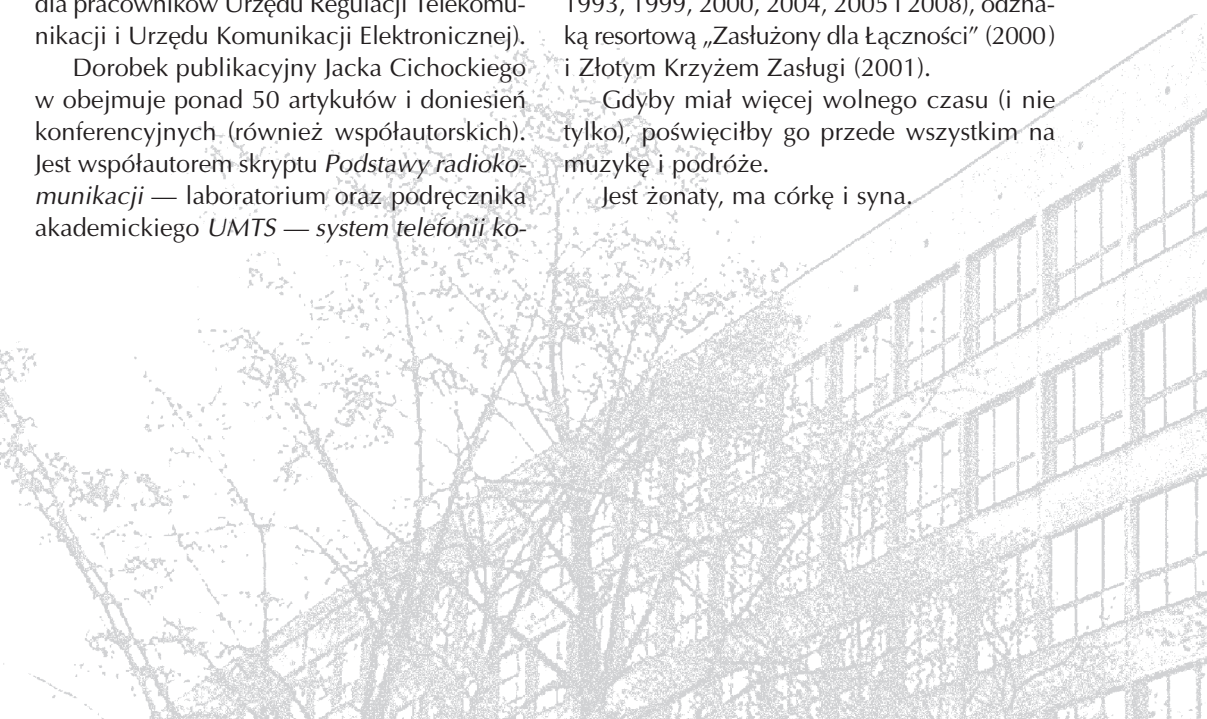 dla pracowników Urzędu Regulacji Telekomu-
nikacji i Urzędu Komunikacji Elektronicznej).
Dorobek publikacyjny Jacka Cichockiego
w obejmuje ponad 50 artykułów i doniesień
konferencyjnych (również współautorskich).
Jest współautorem skryptu Podstawy radioko-
munikacji — laboratorium oraz podręcznika
akademickiego UMTS — system telefonii ko-
1993, 1999, 2000, 2004, 2005 i 2008), odzna-
ką resortową „Zasłużony dla Łączności” (2000)
i Złotym Krzyżem Zasługi (2001).
Gdyby miał więcej wolnego czasu (i nie
tylko), poświęciłby go przede wszystkim na
muzykę i podróże.
Jest żonaty, ma córkę i syna.